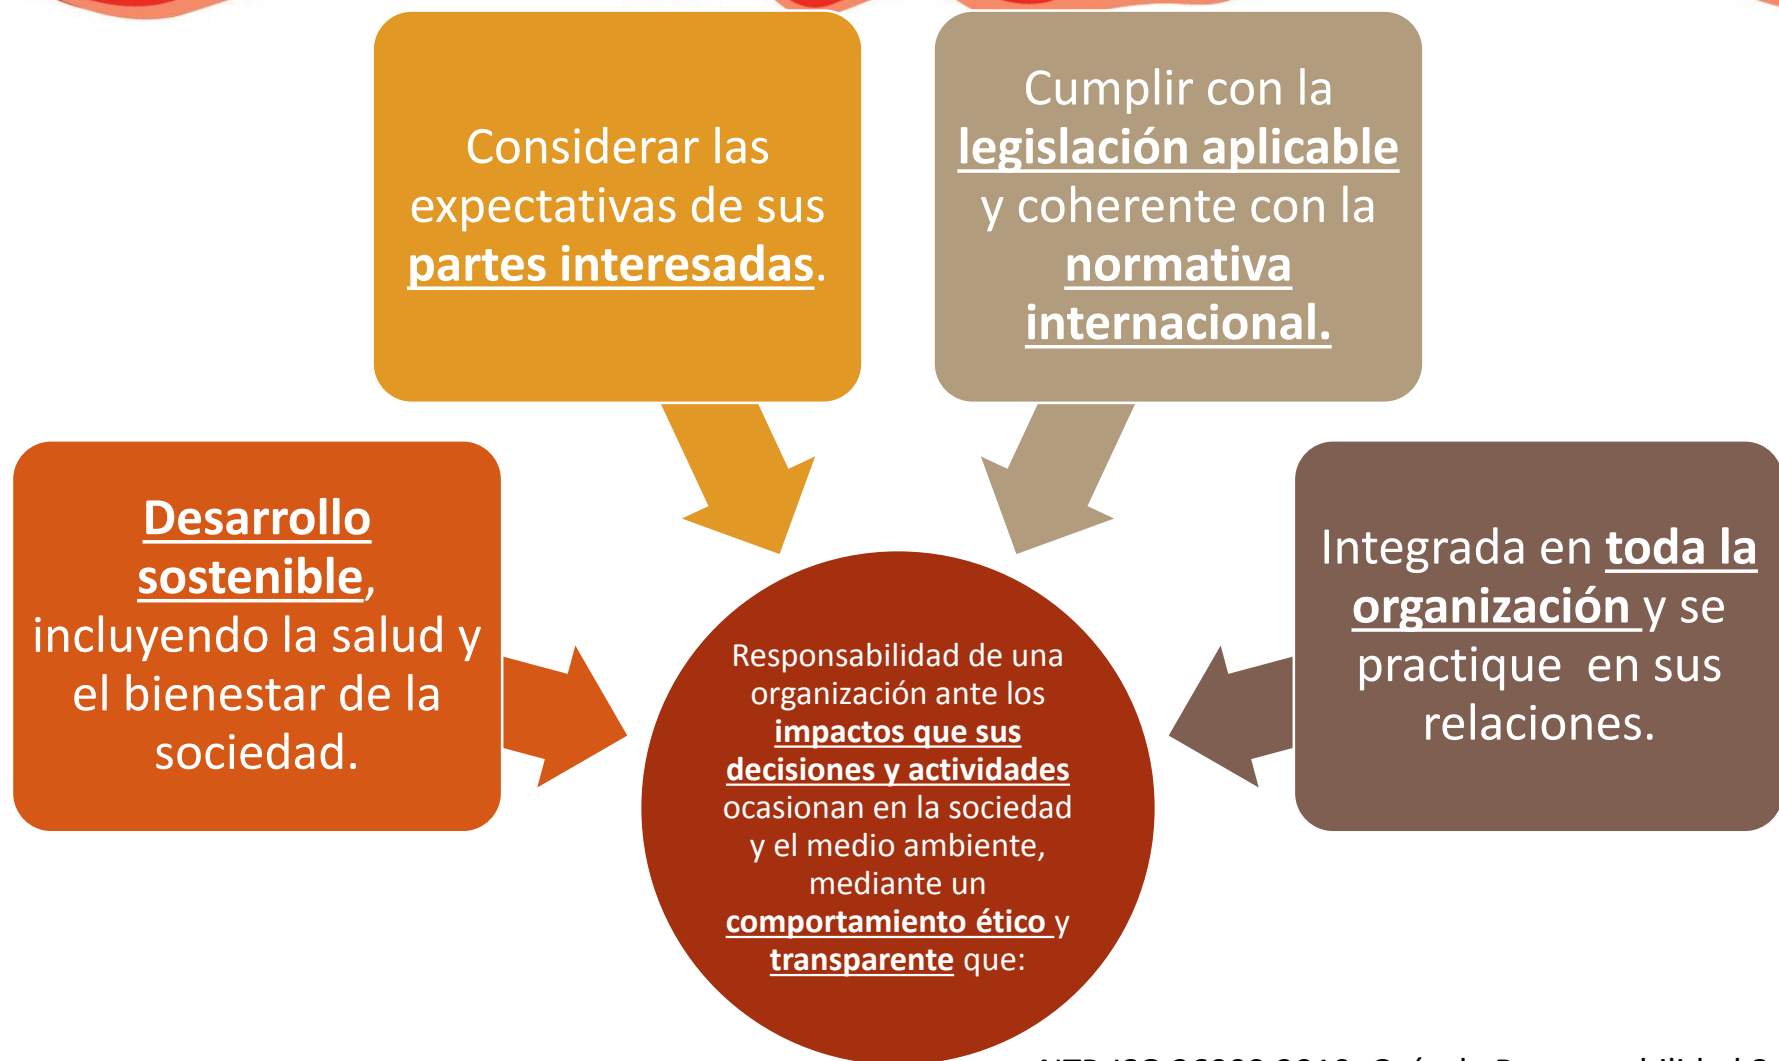 Considerar las
expectativas de sus
partes interesadas.
Cumplir con la
legislación aplicable
y coherente con la
normativa
internacional.
Desarrollo
sostenible,
incluyendo la salud y
el bienestar de la
sociedad.
Integrada en toda la
organización y se
practique en sus
relaciones.
Responsabilidad de una
organización ante los
impactos que sus
decisiones y actividades
ocasionan en la sociedad
y el medio ambiente,
mediante un
comportamiento ético y
transparente que: